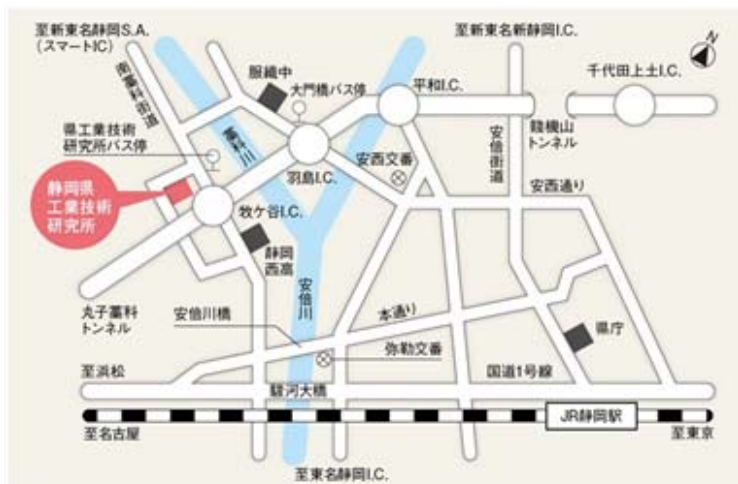 至新東名静岡S.A.
(スマートIC)
至新東名新静岡I.C.
千代田上土I.C.
N
服織中
大門橋バス停
平和I.C.
南藁科街道
県工業技術
研究所バス停
藁科川
羽鳥I.C.
安西交番
安倍街道
賤機山
トンネル
安西通り
静岡県
工業技術
研究所
牧ケ谷I.C.
静岡
西高
安倍川
丸子藁科
トンネル
安倍川橋
本通り
弥勒交番
県庁
至浜松
駿河大橋
国道1号線
JR静岡駅
至名古屋
至東京
至東名静岡I.C.